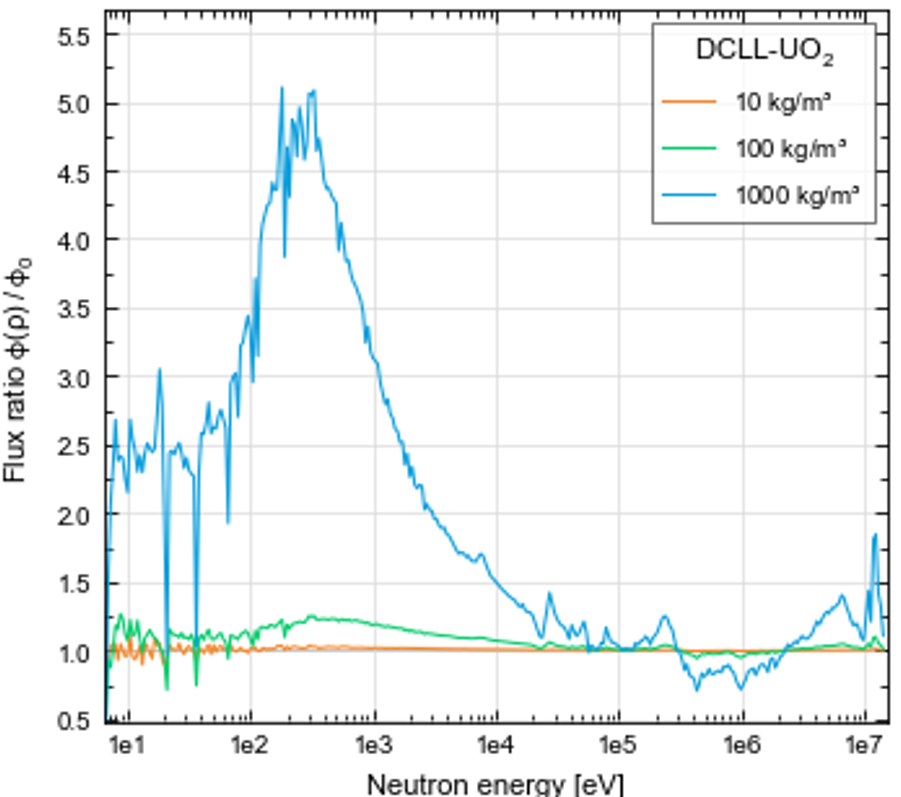 DCLL-UO₂
10 kg/m³
100 kg/m³
1000 kg/m³
Flux ratio ϕ(ρ) / ϕ₀
5.5
5.0
4.5
4.0
3.5
3.0
2.5
2.0
1.5
1.0
0.5
1e1 1e2 1e3 1e4 1e5 1e6 1e7
Neutron energy [eV]